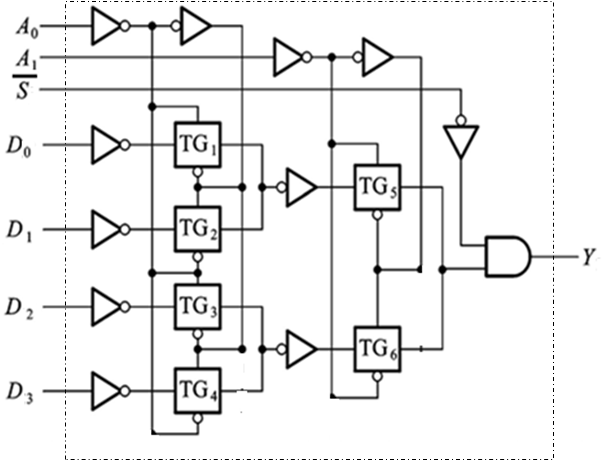 A₀
A₁
S̅
D₀ TG₁
TG₅
D₁ TG₂
Y
D₂ TG₃
TG₆
D₃ TG₄